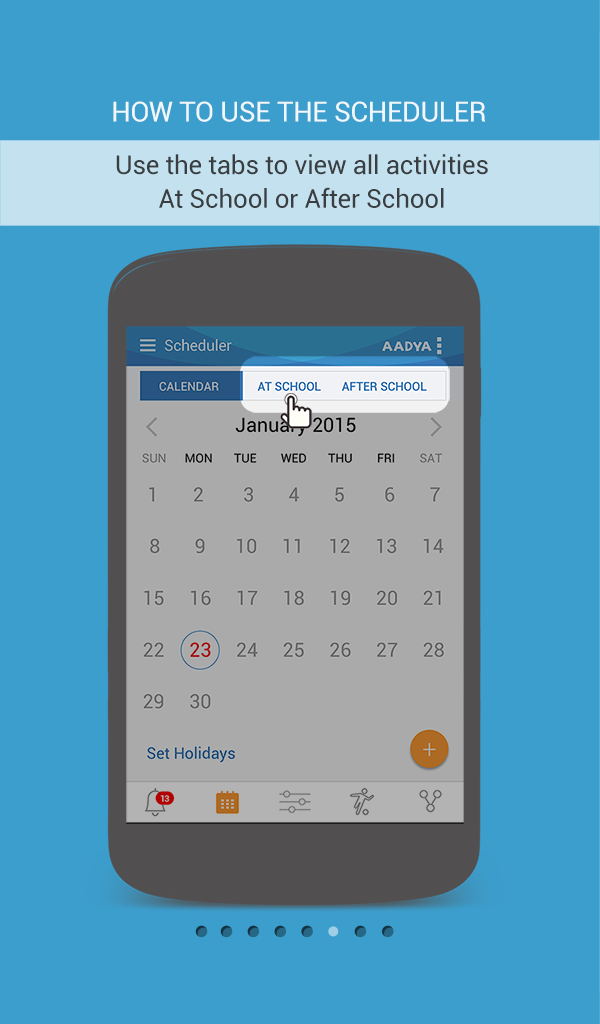 HOW TO USE THE SCHEDULER
Use the tabs to view all activities
At School or After School
Scheduler AADYA
CALENDAR AT SCHOOL AFTER SCHOOL
January 2015
SUN MON TUE WED THU FRI SAT
1 2 3 4 5 6 7
8 9 10 11 12 13 14
15 16 17 18 19 20 21
22 23 24 25 26 27 28
29 30
Set Holidays +
13